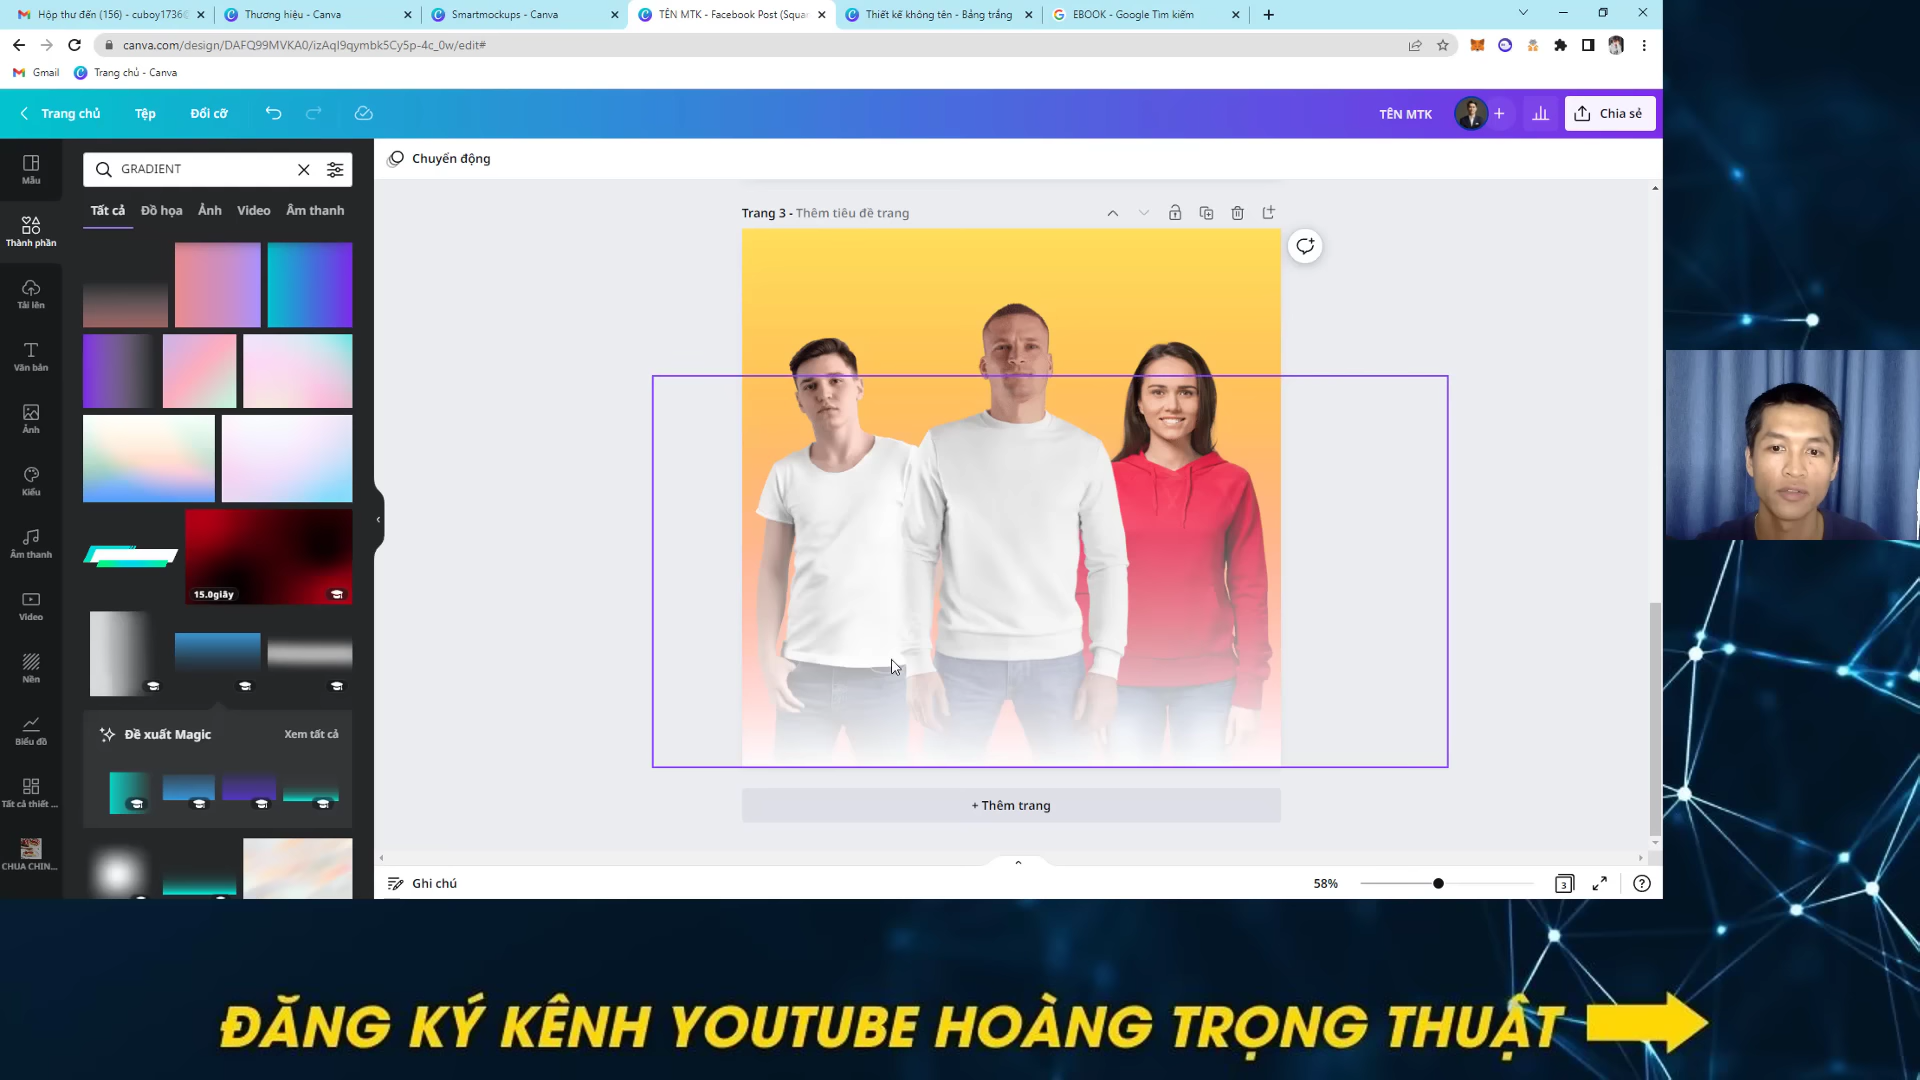 Hộp thư đến (156) - cuboy1736@
Thương hiệu - Canva
Smartmockups - Canva
TÊN MTK - Facebook Post (Squar
Thiết kế không tên - Bảng trắng
EBOOK - Google Tìm kiếm
canva.com/design/DAFQ99MVKA0/izAqI9qymbk5Cy5p-4c_0w/edit#
Gmail
Trang chủ - Canva
Trang chủ
Tệp
Đổi cỡ
TÊN MTK
Chia sẻ
GRADIENT
Chuyển động
Tất cả
Đồ họa
Ảnh
Video
Âm thanh
Mẫu
Thành phần
Tải lên
Văn bản
Ảnh
Kiểu
Âm thanh
Video
Nền
Biểu đồ
Tất cả thiết ...
CHUA CHIN...
15.0giây
Đề xuất Magic
Xem tất cả
Trang 3 - Thêm tiêu đề trang
+ Thêm trang
Ghi chú
58%
3
ĐĂNG KÝ KÊNH YOUTUBE HOÀNG TRỌNG THUẬT